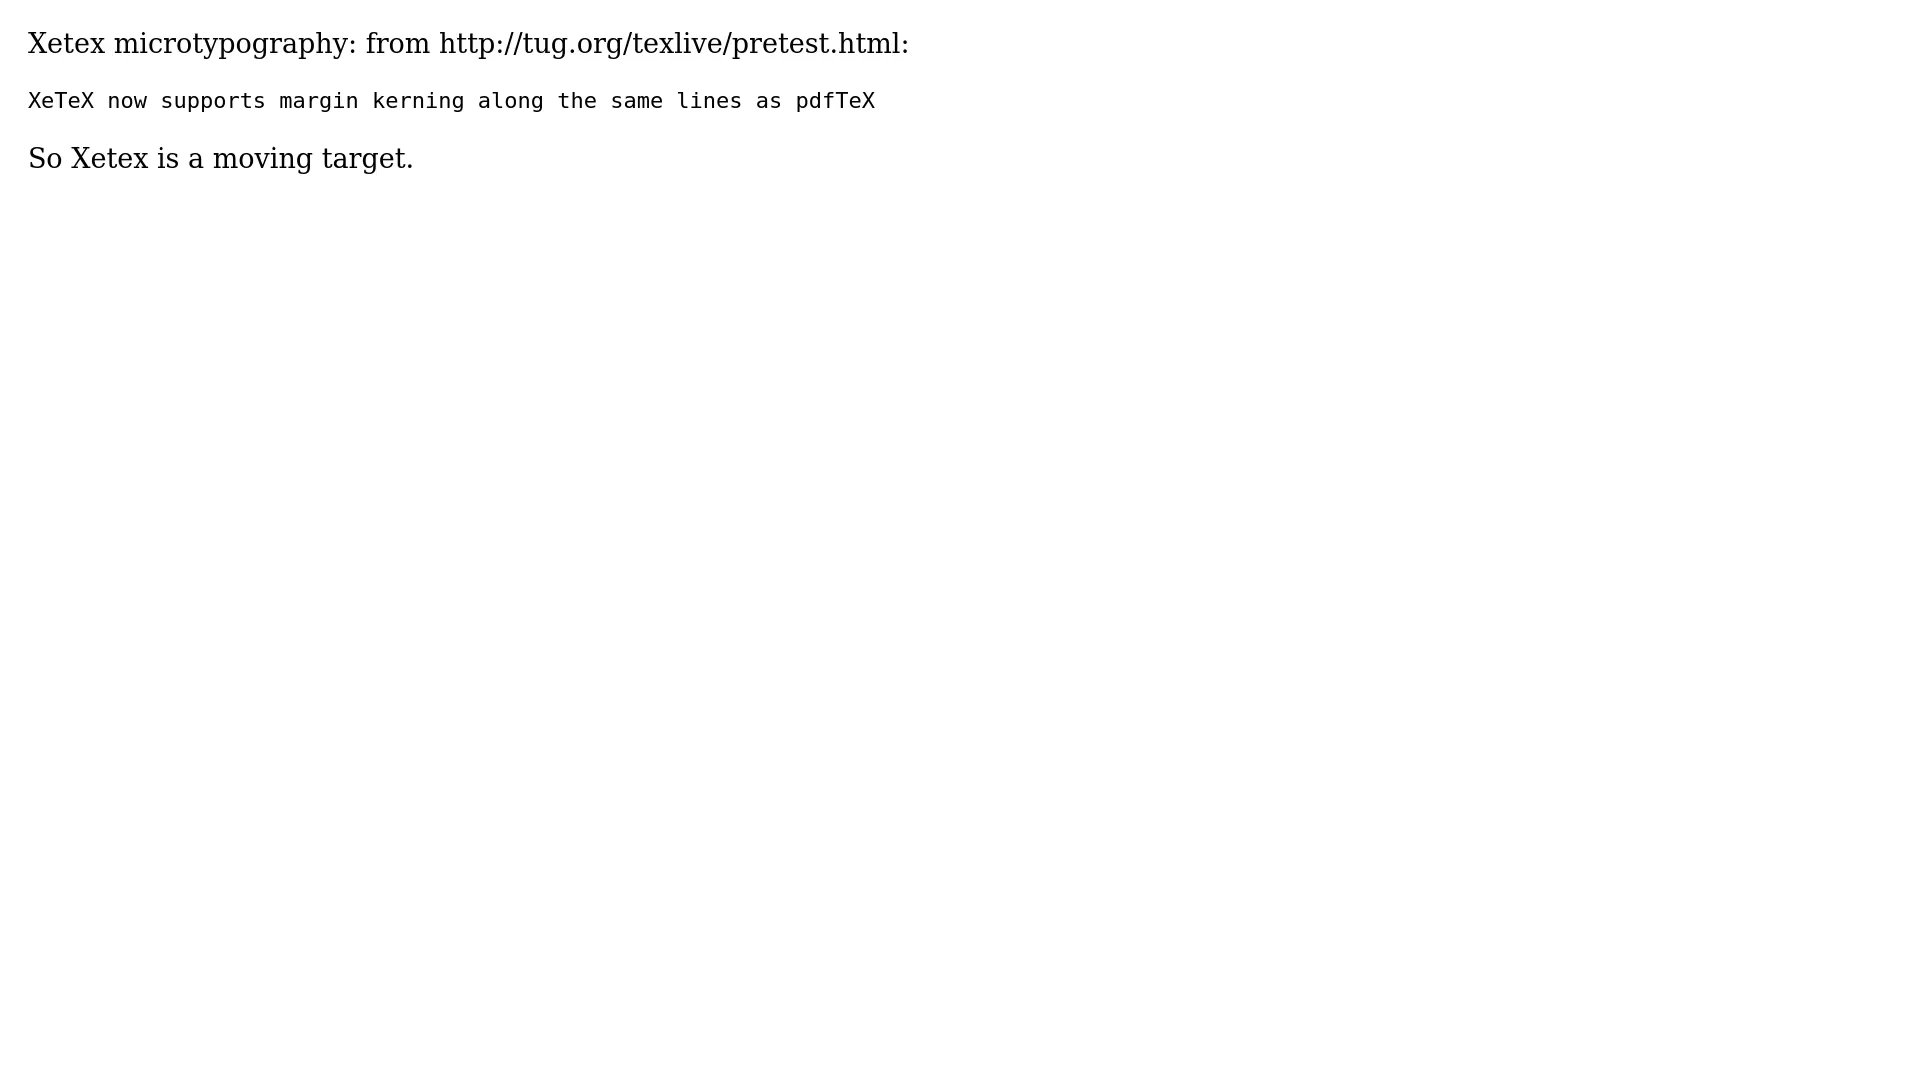 Xetex microtypography: from http://tug.org/texlive/pretest.html:
XeTeX now supports margin kerning along the same lines as pdfTeX
So Xetex is a moving target.